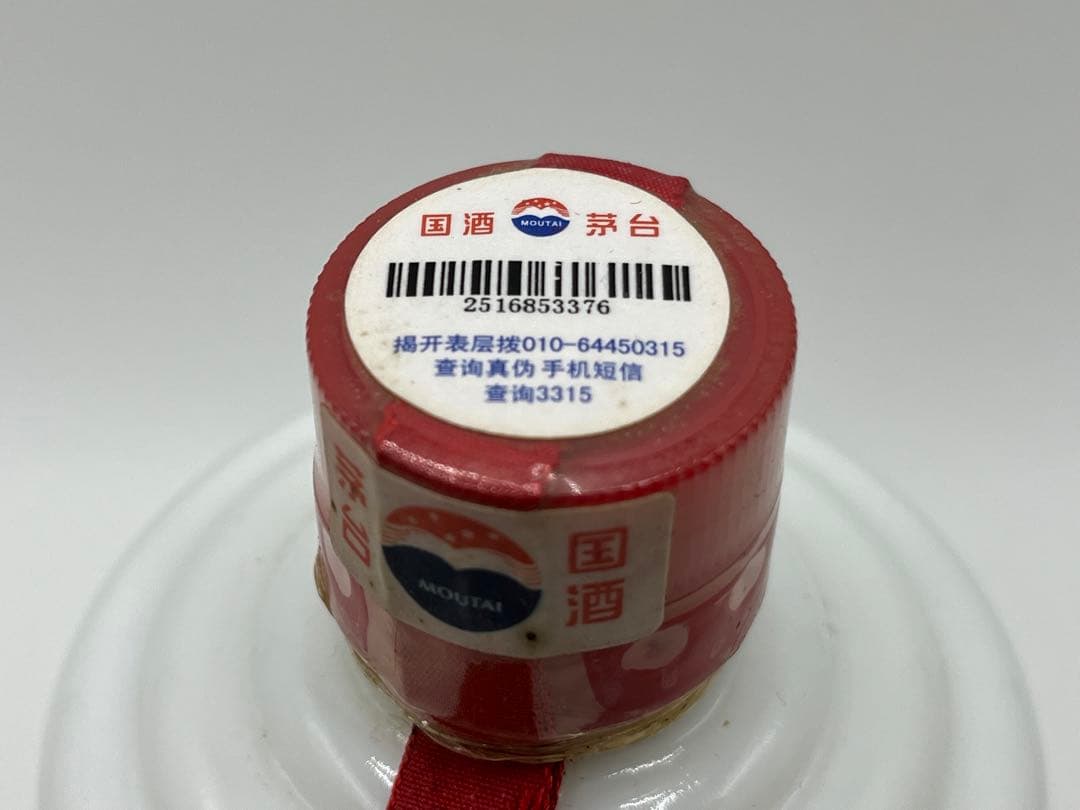 国酒 MOUTAI 茅台
2516853376
揭开表层拨010-64450315
查询真伪 手机短信
查询3315
茅台 MOUTAI 国酒